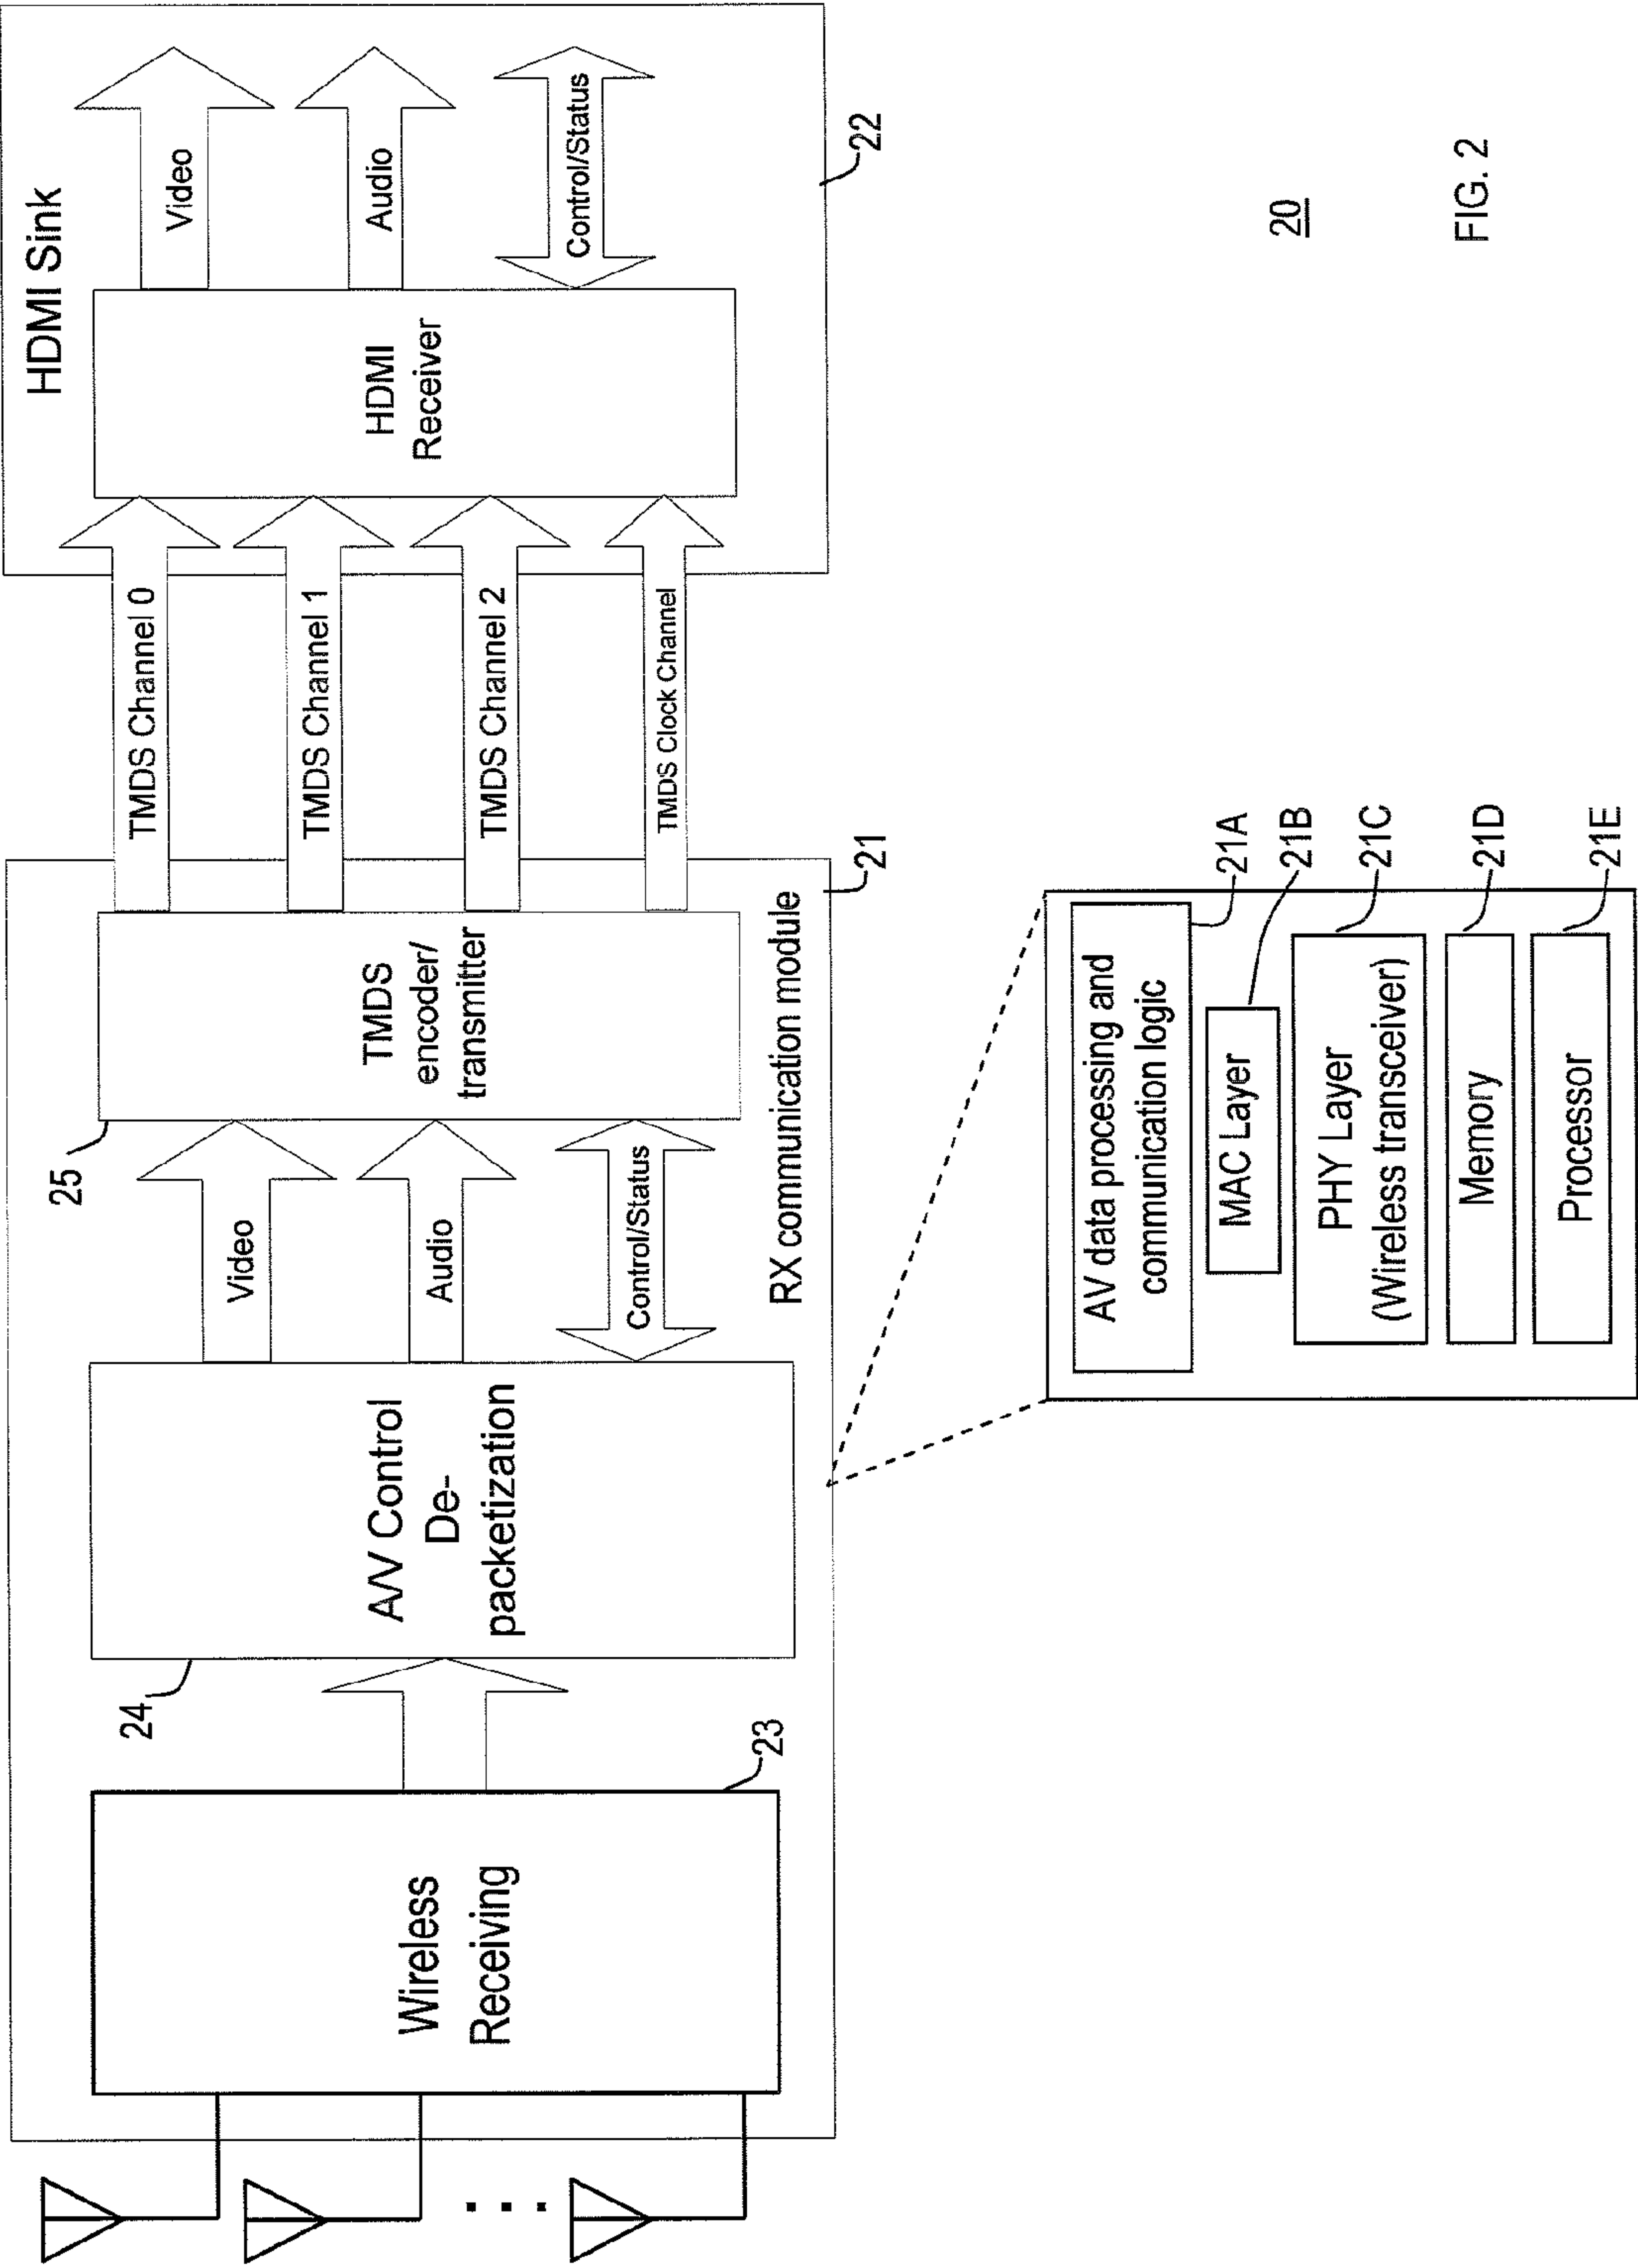 HDMI Sink
Video
Audio
Control/Status
HDMI
Receiver
22
TMDS Channel 0
TMDS Channel 1
TMDS Channel 2
TMDS Clock Channel
25
TMDS
encoder/
transmitter
Video
Audio
Control/Status
RX communication module
21
24
A/V Control
De-
packetization
23
Wireless
Receiving
AV data processing and
communication logic
21A
MAC Layer
21B
PHY Layer
(Wireless transceiver)
21C
Memory
21D
Processor
21E
20
FIG. 2